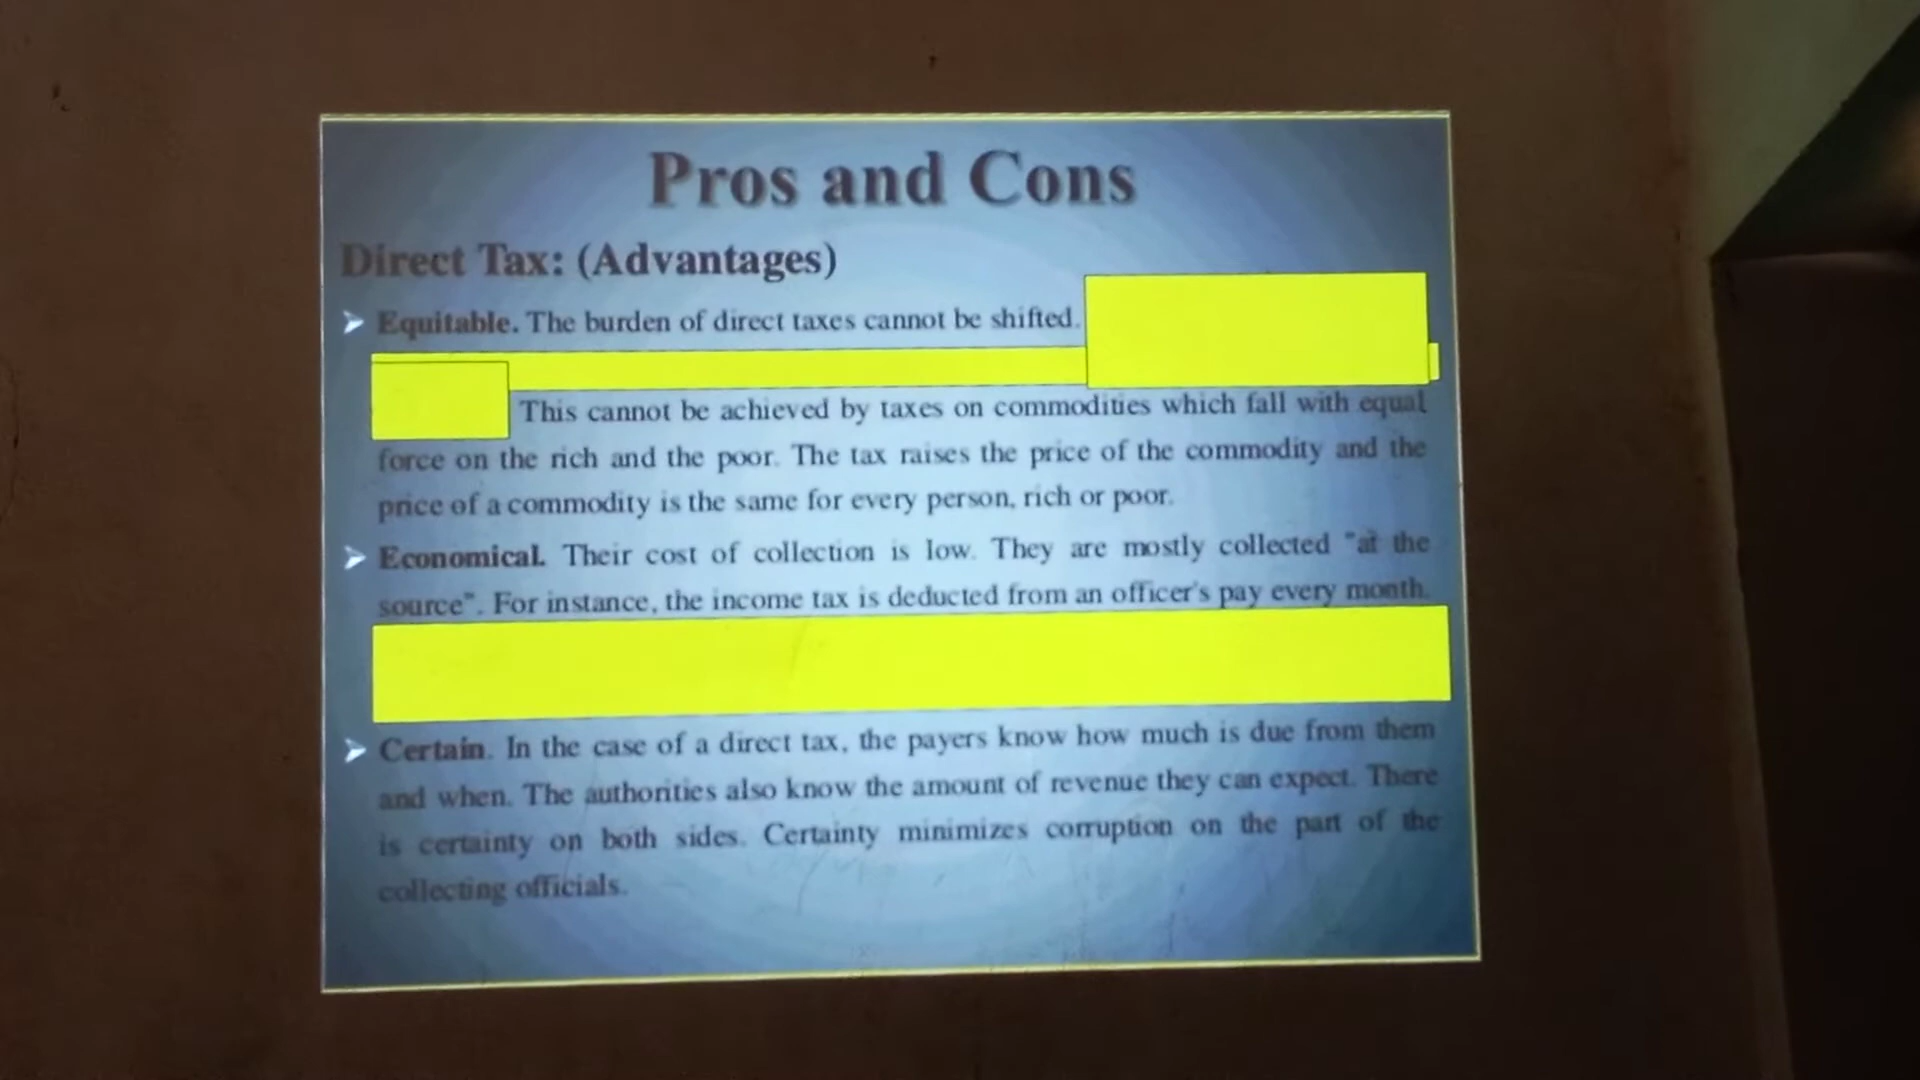 Pros and Cons
Direct Tax: (Advantages)
Equitable. The burden of direct taxes cannot be shifted.
This cannot be achieved by taxes on commodities which fall with equal
force on the rich and the poor. The tax raises the price of the commodity and the
price of a commodity is the same for every person, rich or poor.
Economical. Their cost of collection is low. They are mostly collected "at the
source". For instance, the income tax is deducted from an officer's pay every month.
Certain. In the case of a direct tax, the payers know how much is due from them
and when. The authorities also know the amount of revenue they can expect. There
is certainty on both sides. Certainty minimizes corruption on the part of the
collecting officials.